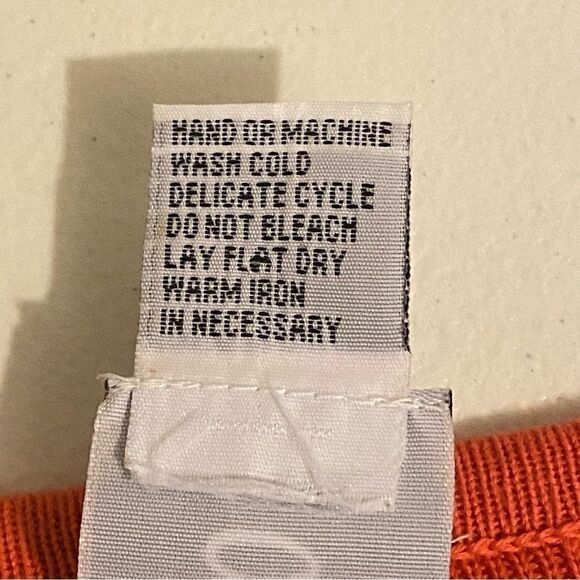 HAND OR MACHINE
WASH COLD
DELICATE CYCLE
DO NOT BLEACH
LAY FLAT DRY
WARM IRON
IN NECESSARY